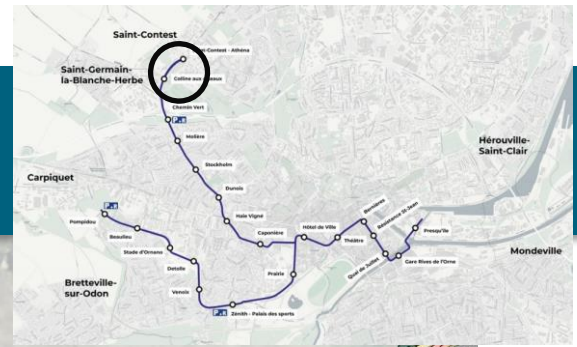 Saint-Contest
Contest - Athéna
Saint-Germain-
la-Blanche-Herbe
Colline aux
Chemin Vert
Molière
Hérouville-
Saint-Clair
Stockholm
Carpiquet
Dunois
Haie Vigné
Pompidou
Beaulieu
Stade d'Ornano
Detolle
Caponière
Hôtel de Ville
Théâtre
Bernières
Résistance St-Jean
Presqu'île
Quai de Juillet
Gare Rives de l'Orne
Mondeville
Bretteville-
sur-Odon
Venoix
Prairie
Zénith - Palais des sports